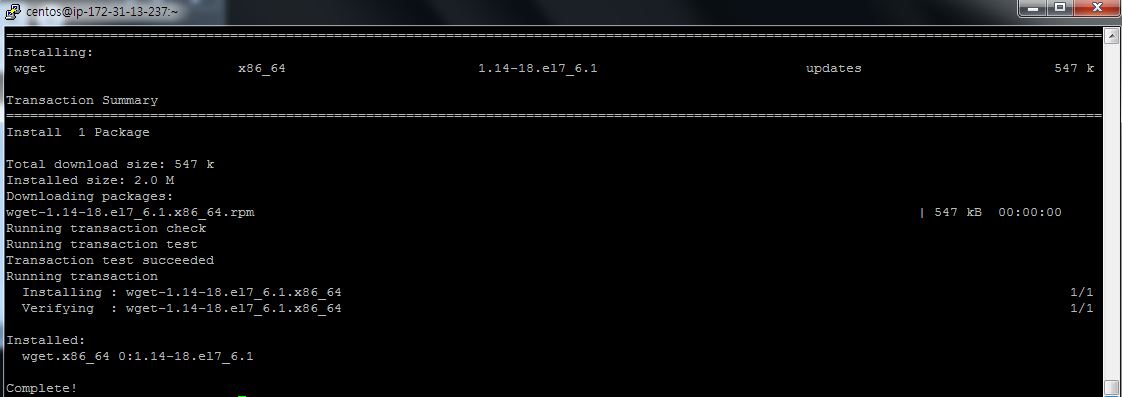 centos@ip-172-31-13-237:~
================================================================================
Installing:
wget x86_64 1.14-18.el7_6.1 updates 547 k
Transaction Summary
================================================================================
Install 1 Package
Total download size: 547 k
Installed size: 2.0 M
Downloading packages:
wget-1.14-18.el7_6.1.x86_64.rpm | 547 kB 00:00:00
Running transaction check
Running transaction test
Transaction test succeeded
Running transaction
Installing : wget-1.14-18.el7_6.1.x86_64 1/1
Verifying : wget-1.14-18.el7_6.1.x86_64 1/1
Installed:
wget.x86_64 0:1.14-18.el7_6.1
Complete!